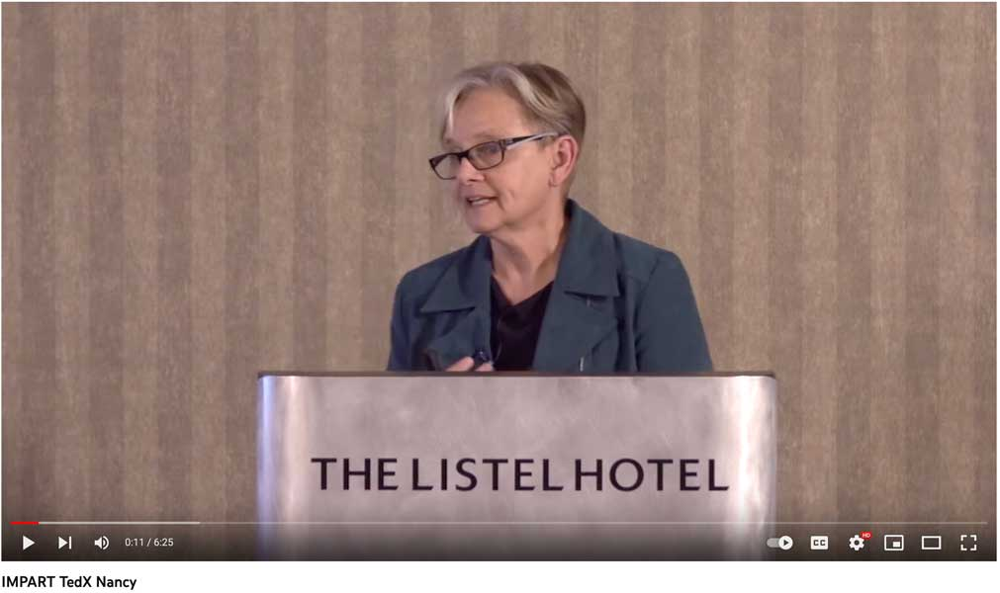 THE LISTEL HOTEL
0:11 / 6:25
CC
HD
IMPART TedX Nancy